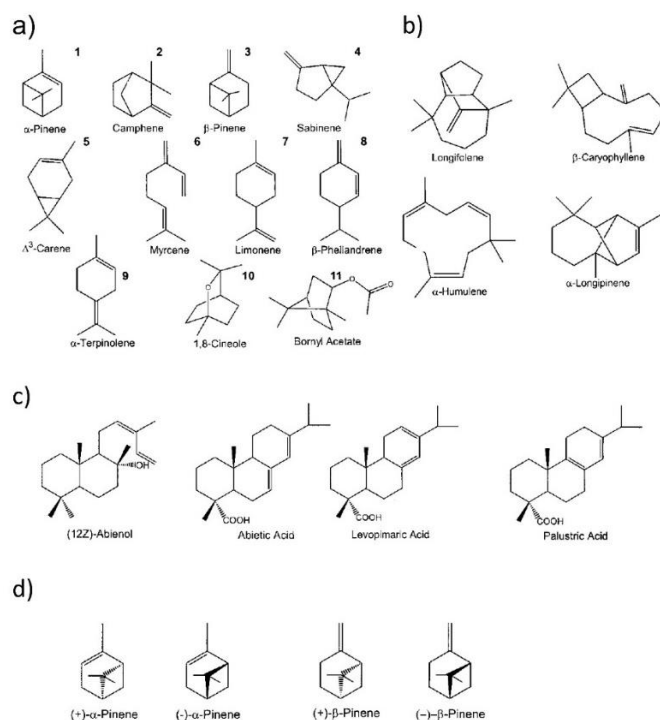 a)
1
2
3
4
α-Pinene
Camphene
β-Pinene
Sabinene
5
6
7
8
Δ³-Carene
Myrcene
Limonene
β-Phellandrene
9
10
11
O
O
O
α-Terpinolene
1,8-Cineole
Bornyl Acetate
b)
Longifolene
β-Caryophyllene
α-Humulene
α-Longipinene
c)
OH
COOH
COOH
COOH
(12Z)-Abienol
Abietic Acid
Levopimaric Acid
Palustric Acid
d)
(+)-α-Pinene
(-)-α-Pinene
(+)-β-Pinene
(−)-β-Pinene